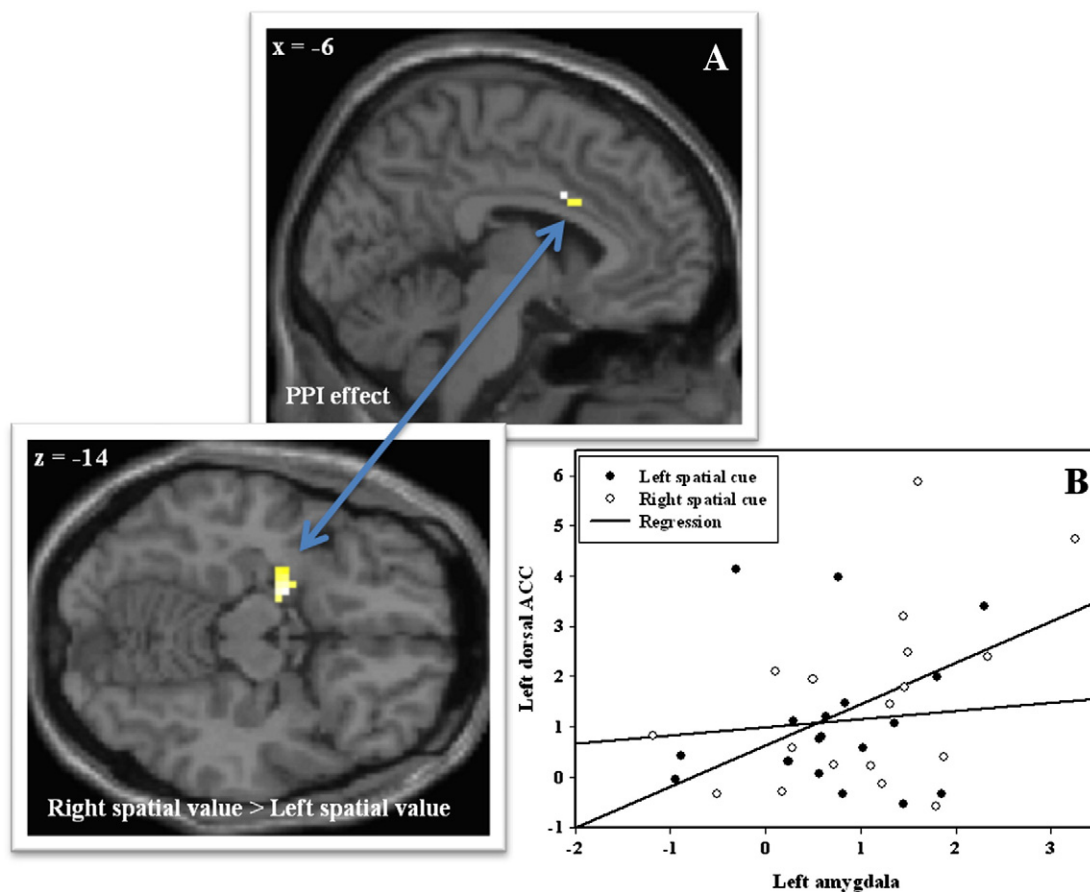 x = -6
A
PPI effect
z = -14
Right spatial value > Left spatial value
B
Left spatial cue
Right spatial cue
Regression
6
5
4
3
2
1
0
-1
Left dorsal ACC
-2
-1
0
1
2
3
Left amygdala